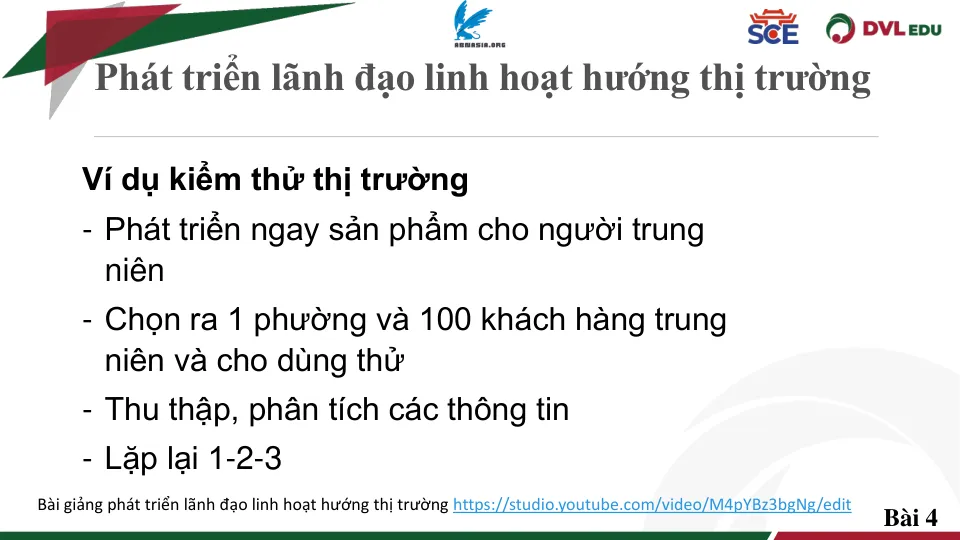 ARMASIA.ORG
SCE
DVL EDU
Phát triển lãnh đạo linh hoạt hướng thị trường
Ví dụ kiểm thử thị trường
- Phát triển ngay sản phẩm cho người trung
niên
- Chọn ra 1 phường và 100 khách hàng trung
niên và cho dùng thử
- Thu thập, phân tích các thông tin
- Lặp lại 1-2-3
Bài giảng phát triển lãnh đạo linh hoạt hướng thị trường https://studio.youtube.com/video/M4pYBz3bgNg/edit
Bài 4